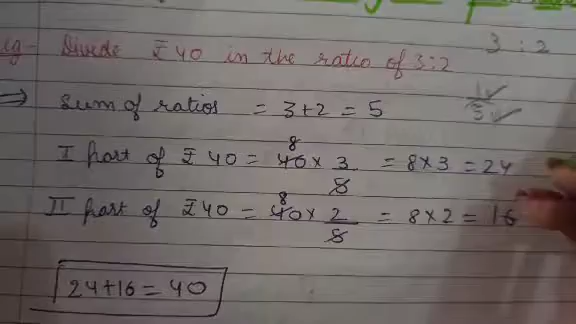 eg- Divide ₹40 in the ratio of 3:2
3 : 2
⇒ Sum of ratios = 3+2 = 5
I part of ₹40 = 40 × 3/5 = 8×3 = 24
8
II part of ₹40 = 40 × 2/5 = 8×2 = 16
8
24+16 = 40